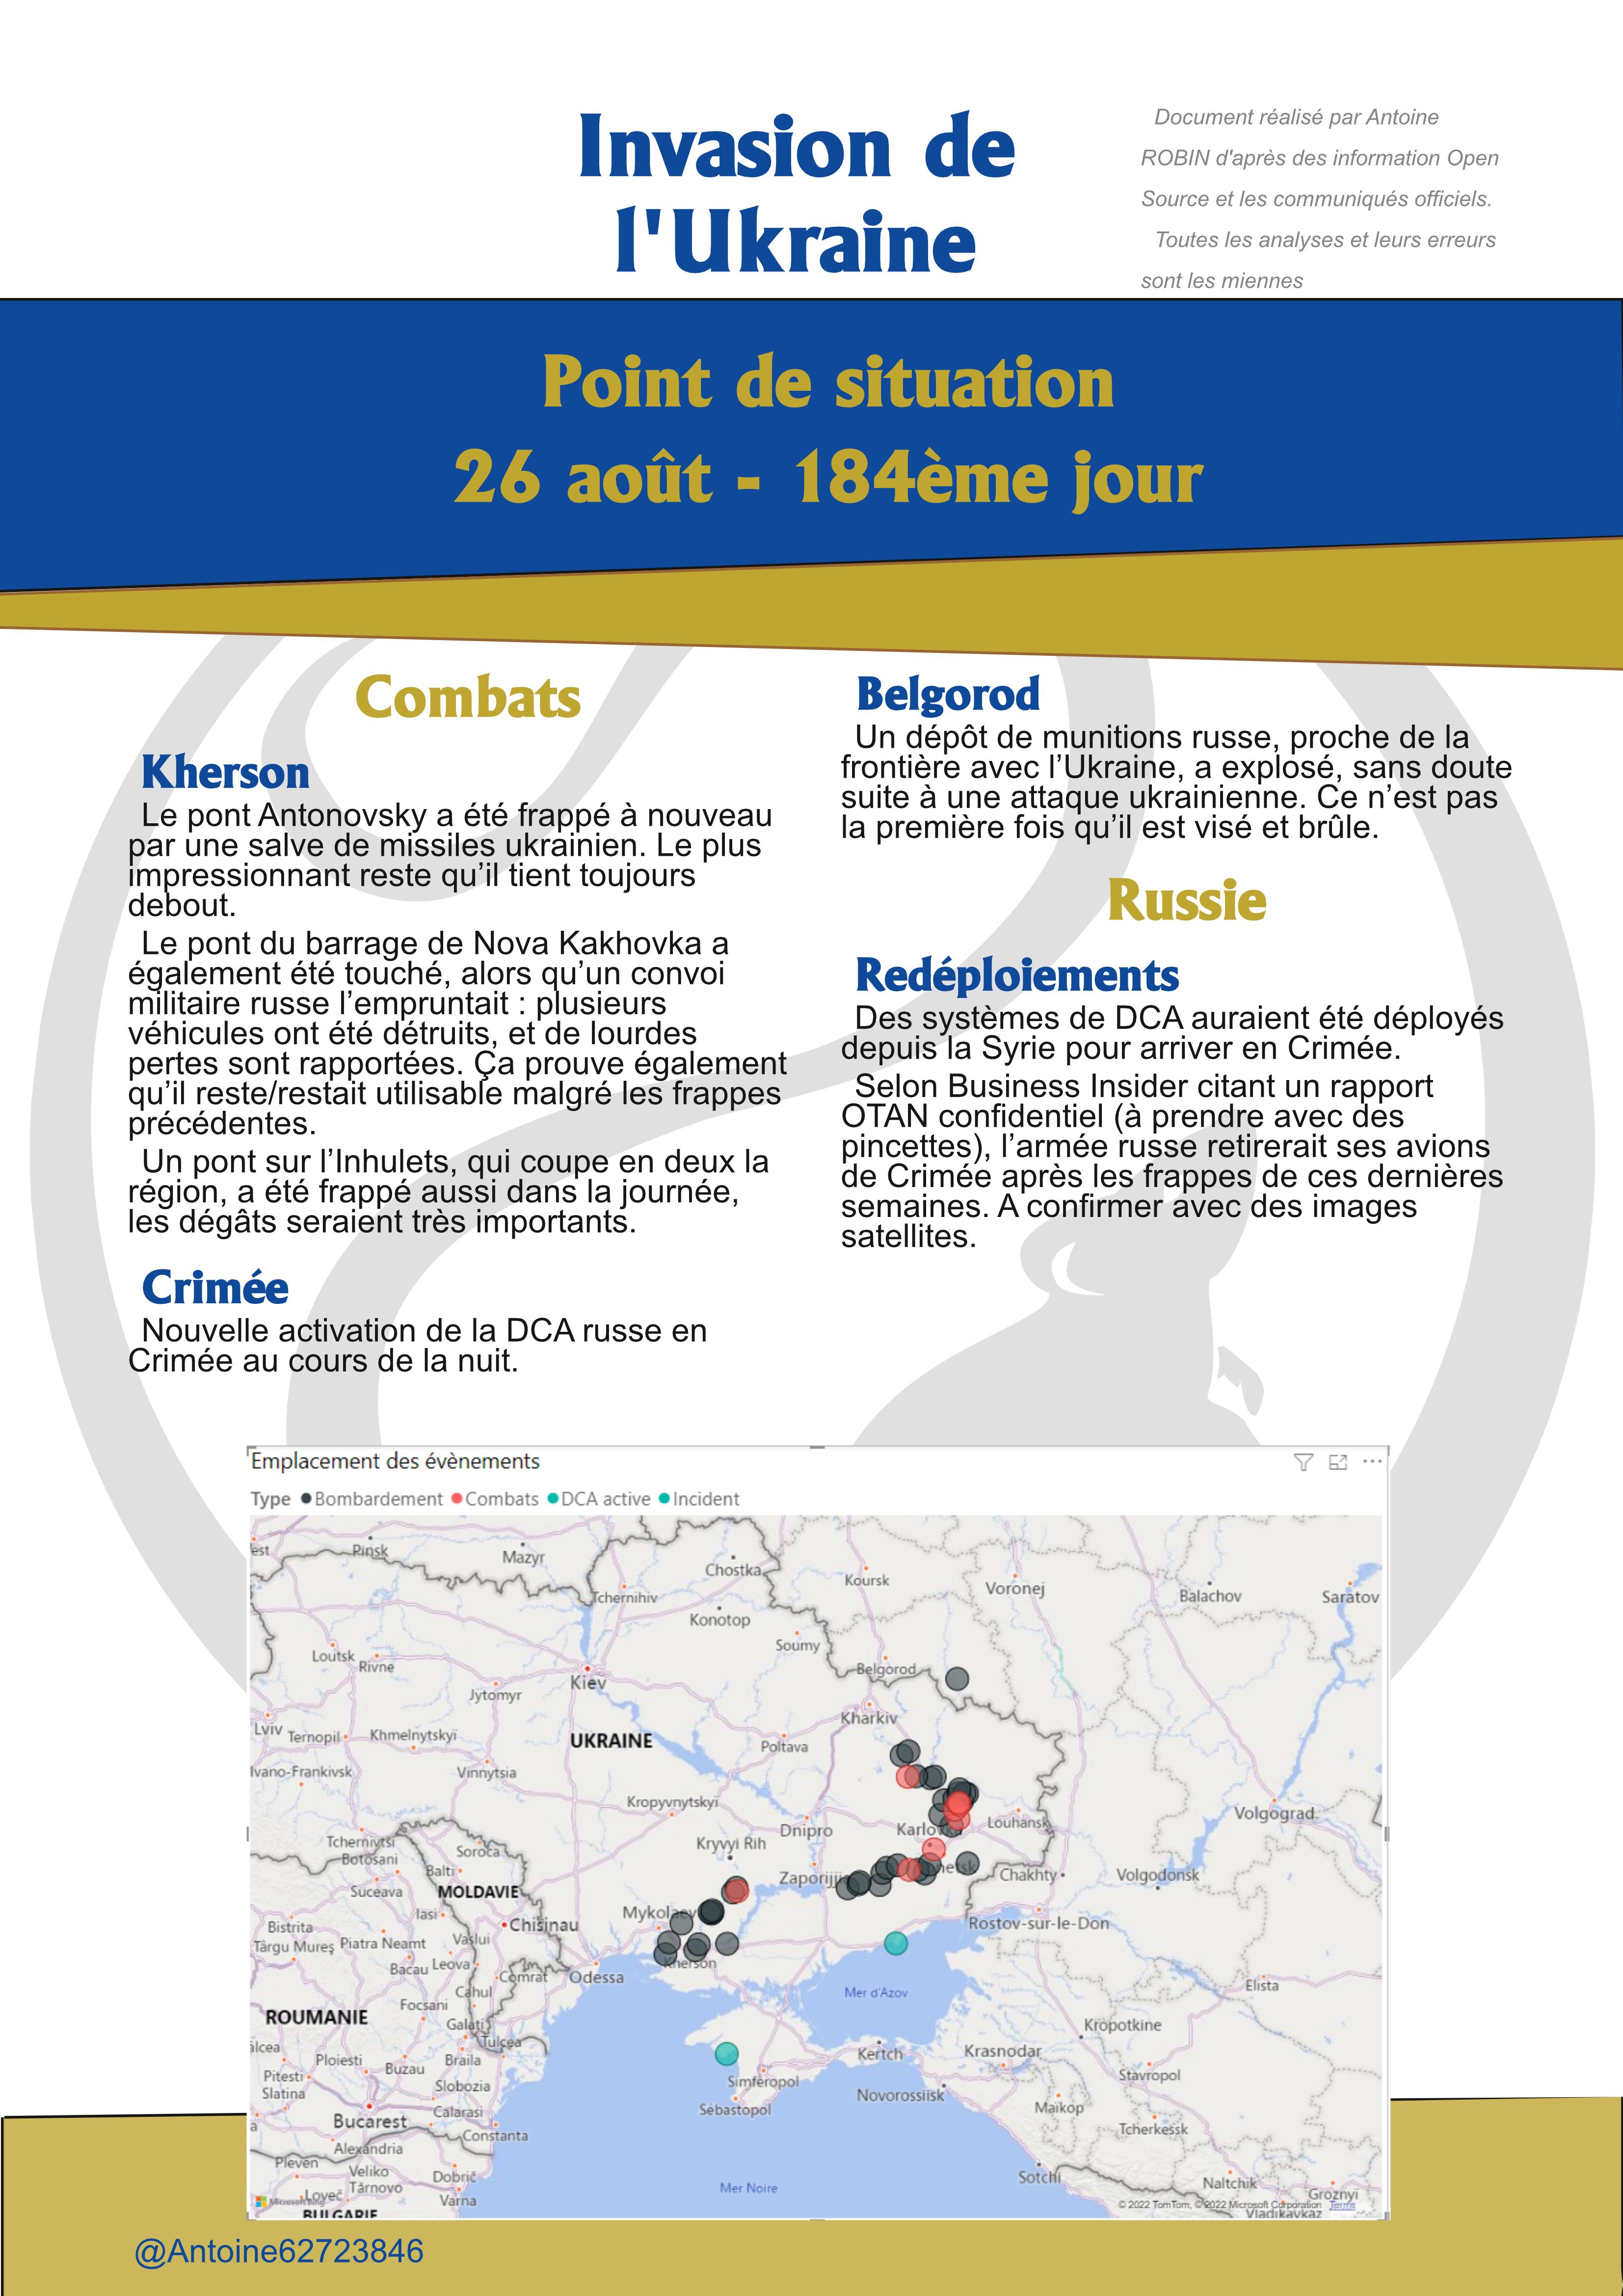 Invasion de
l'Ukraine
Document réalisé par Antoine
ROBIN d'après des information Open
Source et les communiqués officiels.
Toutes les analyses et leurs erreurs
sont les miennes
Point de situation
26 août - 184ème jour
Combats
Kherson
Le pont Antonovsky a été frappé à nouveau
par une salve de missiles ukrainien. Le plus
impressionnant reste qu’il tient toujours
debout.
Le pont du barrage de Nova Kakhovka a
également été touché, alors qu’un convoi
militaire russe l’empruntait : plusieurs
véhicules ont été détruits, et de lourdes
pertes sont rapportées. Ça prouve également
qu’il reste/restait utilisable malgré les frappes
précédentes.
Un pont sur l’Inhulets, qui coupe en deux la
région, a été frappé aussi dans la journée,
les dégâts seraient très importants.
Crimée
Nouvelle activation de la DCA russe en
Crimée au cours de la nuit.
Belgorod
Un dépôt de munitions russe, proche de la
frontière avec l’Ukraine, a explosé, sans doute
suite à une attaque ukrainienne. Ce n’est pas
la première fois qu’il est visé et brûle.
Russie
Redéploiements
Des systèmes de DCA auraient été déployés
depuis la Syrie pour arriver en Crimée.
Selon Business Insider citant un rapport
OTAN confidentiel (à prendre avec des
pincettes), l’armée russe retirerait ses avions
de Crimée après les frappes de ces dernières
semaines. A confirmer avec des images
satellites.
Emplacement des évènements
Type Bombardement Combats DCA active Incident
est
Pinsk
Mazyr
Chostka
Koursk
Voronej
Balachov
Saratov
Tchernihiv
Konotop
Soumy
Loutsk
Rivne
Kiev
Belgorod
Jytomyr
Kharkiv
Lviv
Ternopil
Khmelnytskyï
UKRAINE
Poltava
Ivano-Frankivsk
Vinnytsia
Kropyvnytskyï
Volgograd
Dnipro
Louhansk
Tchernivtsi
Botosani
Soroca
Kryvyi Rih
Balti
Zaporijji
Chakhty
Volgodonsk
Suceava
MOLDAVIE
Iasi
Mykolaev
Bistrita
Chișinau
Rostov-sur-le-Don
Târgu Mureș
Piatra Neamt
Vaslui
Bacau
Leova
Kherson
Comrat
Odessa
Cahul
Mer d'Azov
Elista
Focsani
ROUMANIE
Galați
Kropotkine
Tulcea
âlcea
Ploiesti
Braila
Kertch
Krasnodar
Buzau
Pitesti
Simféropol
Stavropol
Slatina
Slobozia
Novorossiisk
Sébastopol
Maïkop
Calarasi
Bucarest
Tcherkessk
Constanta
Alexandria
Pleven
Veliko
Târnovo
Dobrič
Sotchi
Naltchik
Mer Noire
Loveč
Varna
Groznyi
Microsoft Bing
© 2022 TomTom, © 2022 Microsoft Corporation Terms
BULGARIE
Vladikavkaz
@Antoine62723846